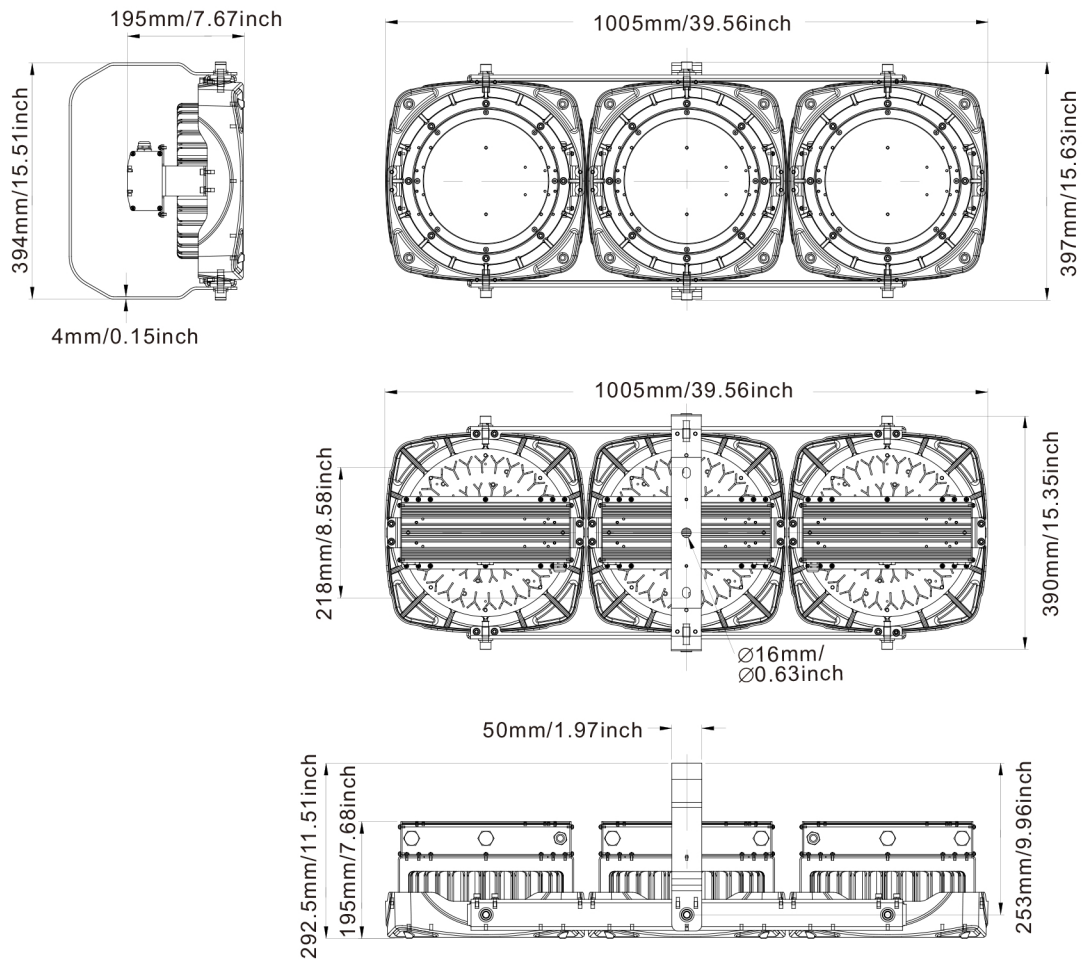 195mm/7.67inch
1005mm/39.56inch
394mm/15.51inch
397mm/15.63inch
4mm/0.15inch
1005mm/39.56inch
218mm/8.58inch
390mm/15.35inch
∅16mm/
∅0.63inch
50mm/1.97inch
292.5mm/11.51inch
195mm/7.68inch
253mm/9.96inch